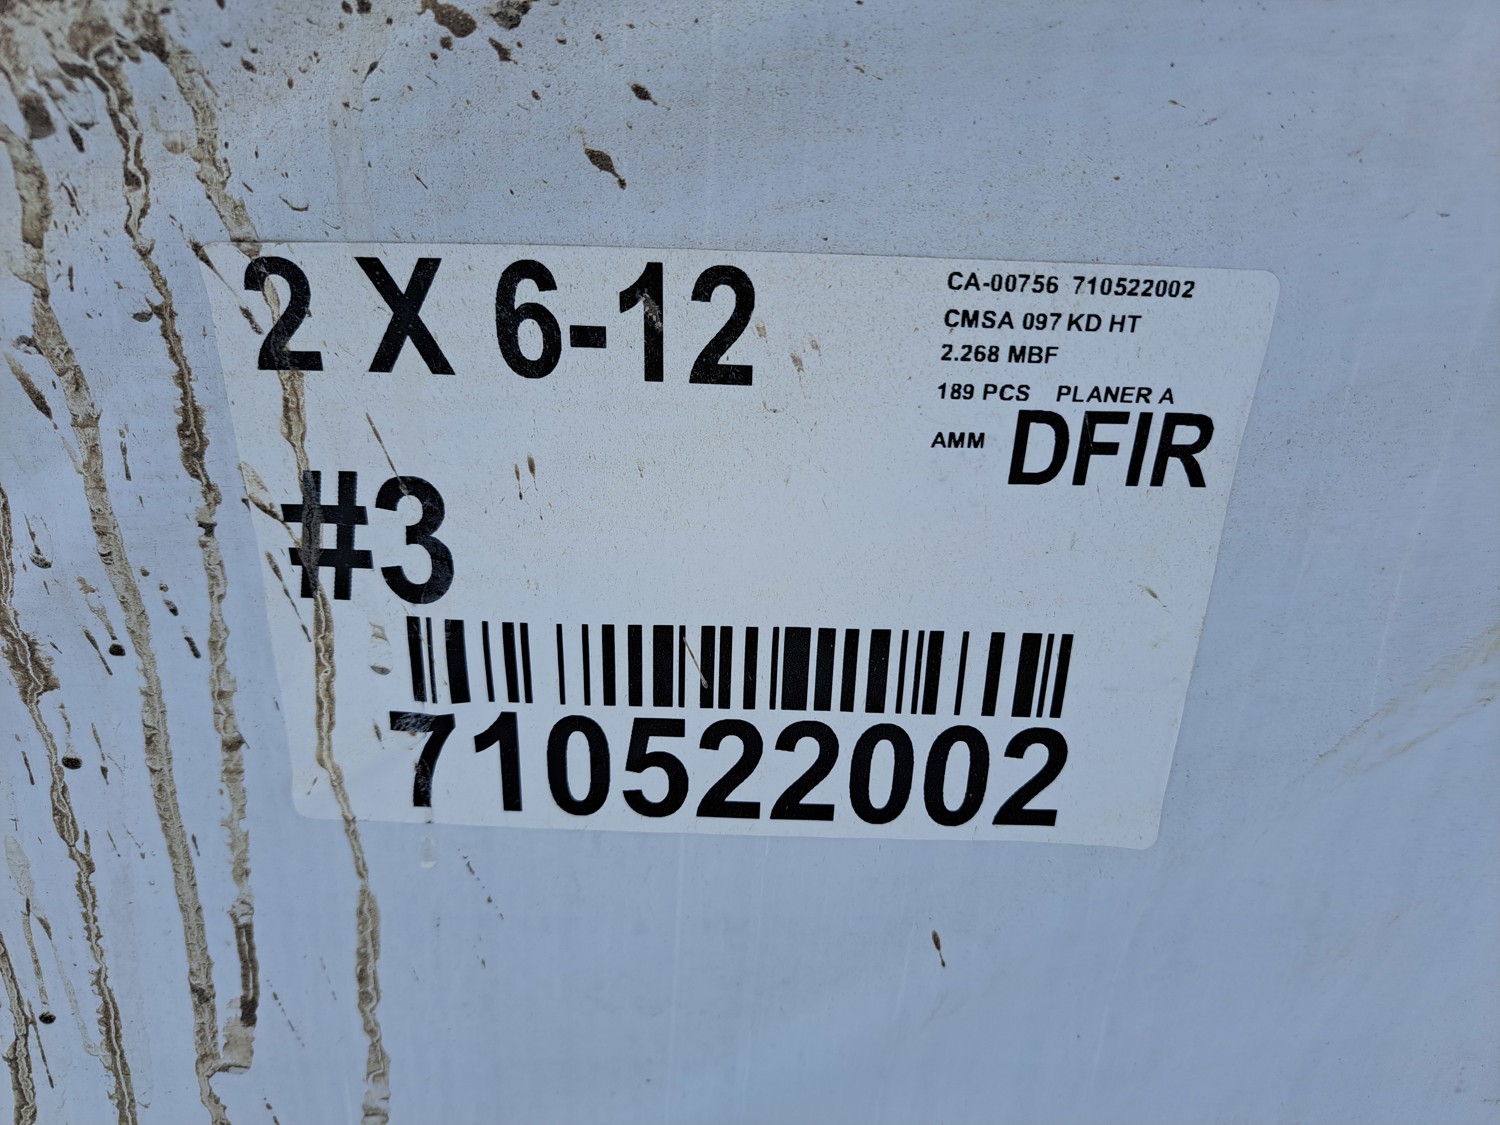 2 X 6-12
CA-00756 710522002
CMSA 097 KD HT
2.268 MBF
189 PCS PLANER A
AMM DFIR
#3
710522002